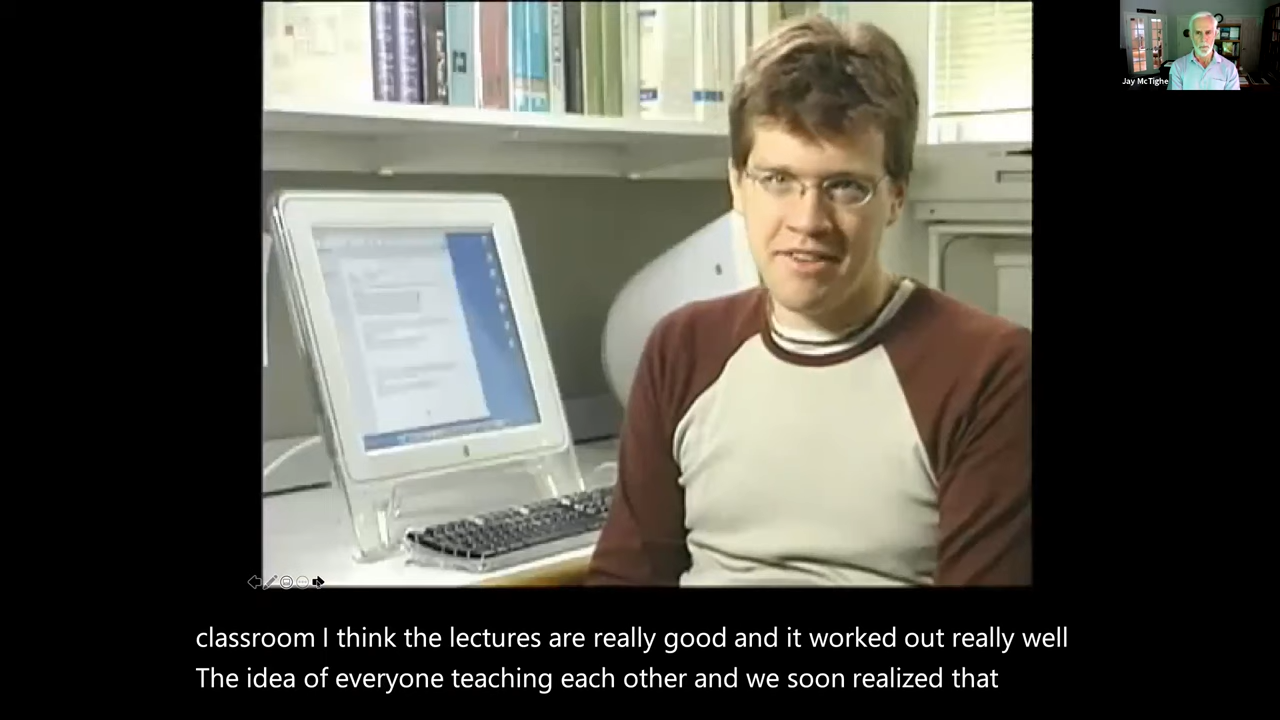 Jay McTighe
classroom I think the lectures are really good and it worked out really well
The idea of everyone teaching each other and we soon realized that